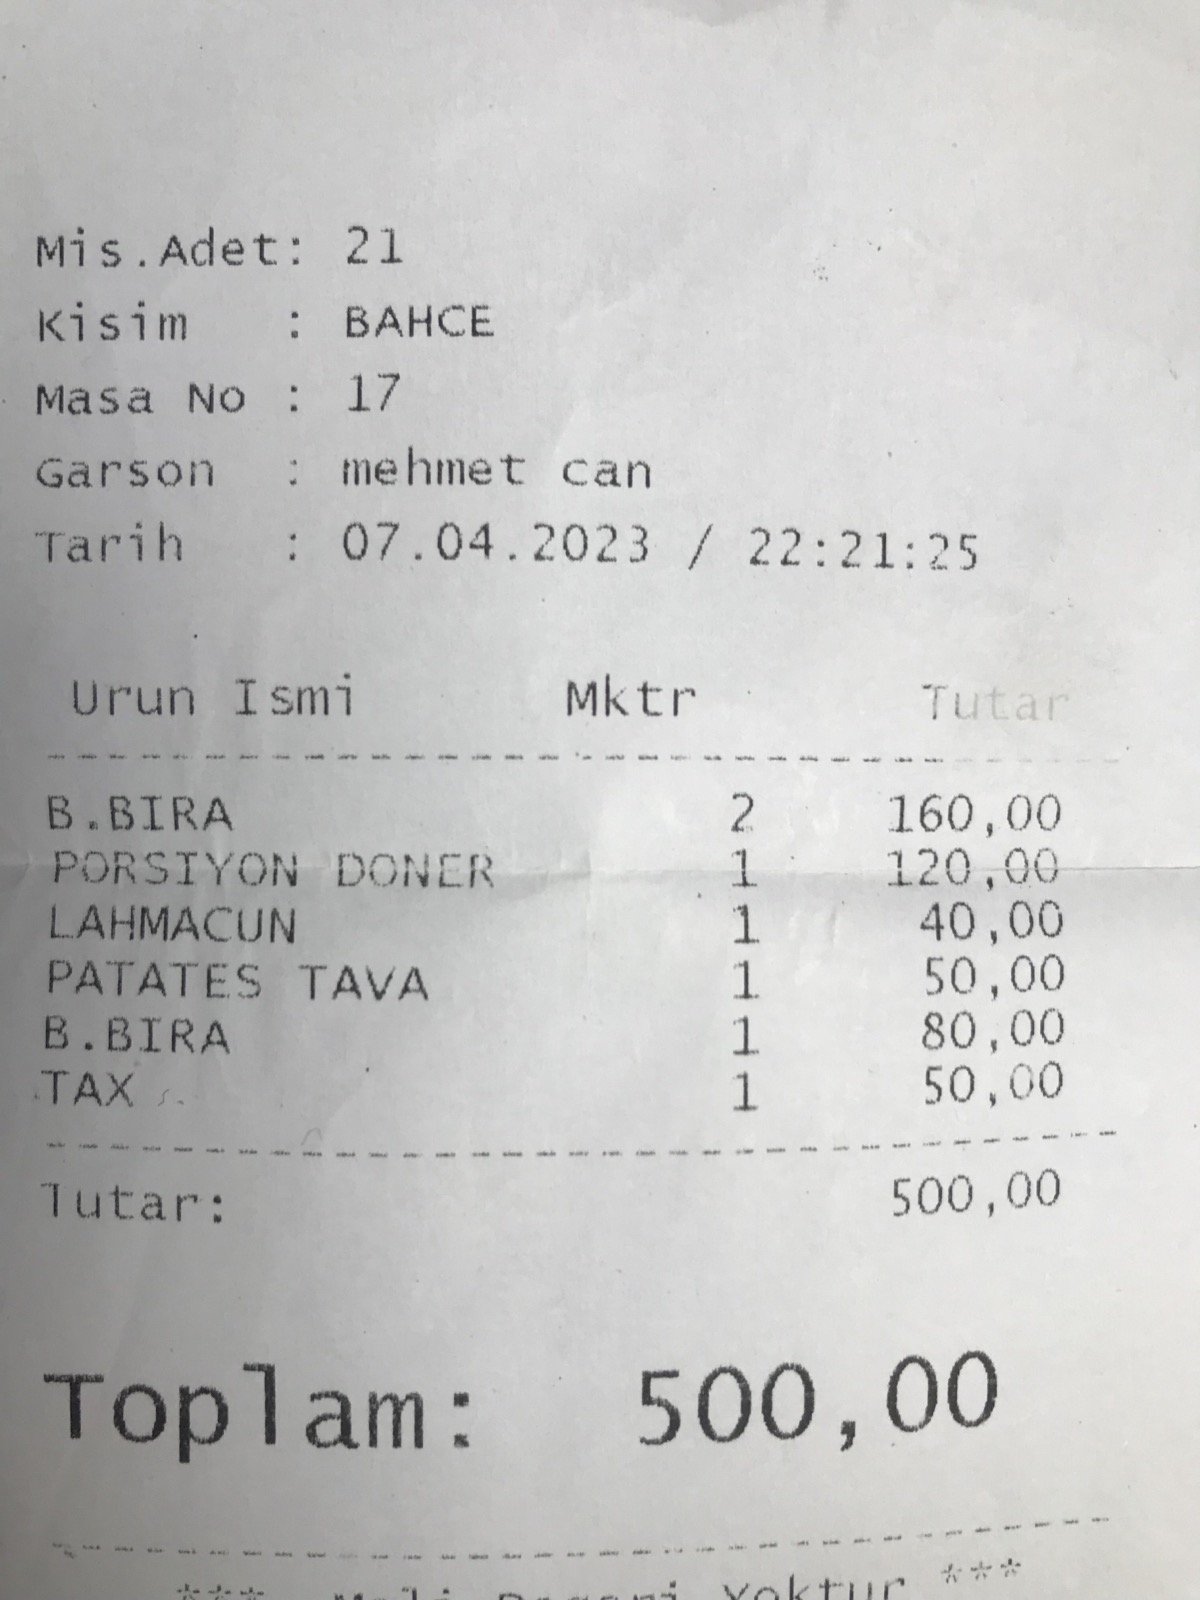 Mis.Adet: 21
Kisim : BAHCE
Masa No : 17
Garson : mehmet can
Tarih : 07.04.2023 / 22:21:25
Urun Ismi Mktr Tutar
B.BIRA 2 160,00
PORSIYON DONER 1 120,00
LAHMACUN 1 40,00
PATATES TAVA 1 50,00
B.BIRA 1 80,00
TAX 1 50,00
Tutar: 500,00
Toplam: 500,00
*** Mali Degeri Yoktur ***